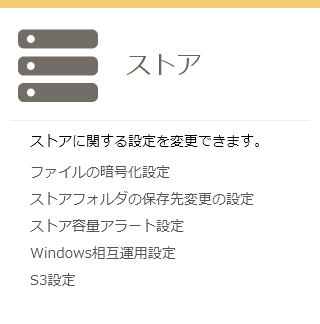 ストア
ストアに関する設定を変更できます。
ファイルの暗号化設定
ストアフォルダの保存先変更の設定
ストア容量アラート設定
Windows相互運用設定
S3設定